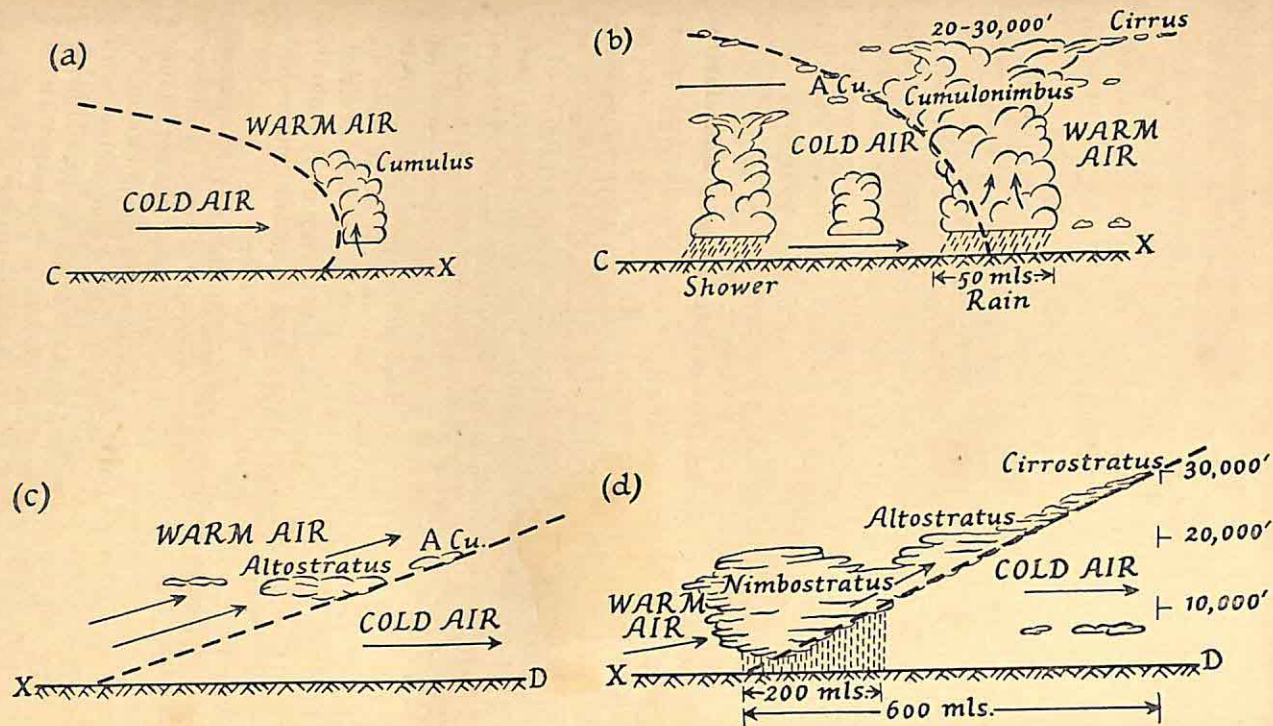 (a)
WARM AIR
Cumulus
COLD AIR
C
X
(b)
20-30,000'
Cirrus
A Cu.
Cumulonimbus
COLD AIR
WARM
AIR
C
X
Shower
50 mls.
Rain
(c)
WARM AIR
A Cu.
Altostratus
COLD AIR
X
D
(d)
Cirrostratus
30,000'
Altostratus
20,000'
Nimbostratus
COLD AIR
WARM
AIR
10,000'
X
D
200 mls.
600 mls.